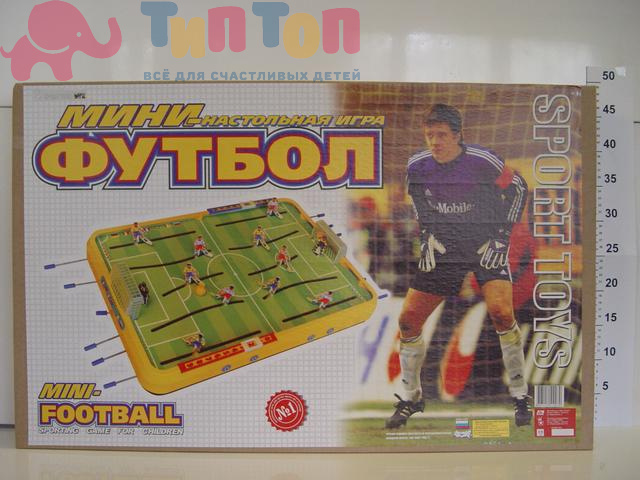 ТИПТОП
ВСЁ ДЛЯ СЧАСТЛИВЫХ ДЕТЕЙ
МИНИ-НАСТОЛЬНАЯ ИГРА
ФУТБОЛ
MINI-
FOOTBALL
SPORTING GAME FOR CHILDREN
№1
Mobile
SPORT TOYS
50
45
40
35
30
25
20
15
10
5